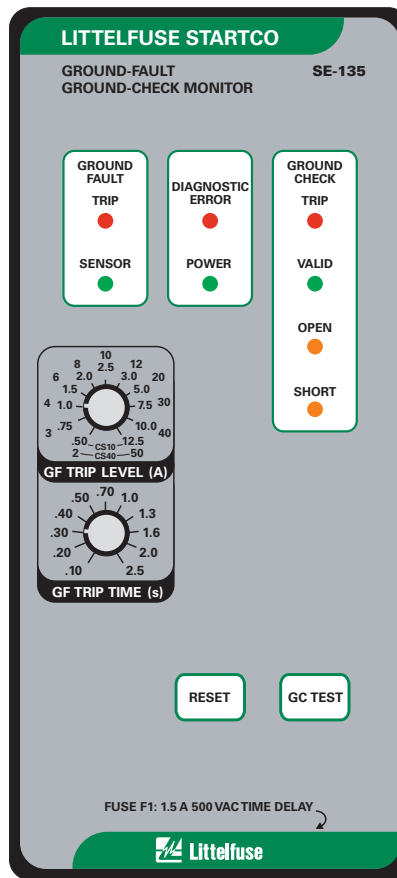 LITTELFUSE STARTCO
GROUND-FAULT SE-135
GROUND-CHECK MONITOR
GROUND
FAULT
TRIP
SENSOR
DIAGNOSTIC
ERROR
POWER
GROUND
CHECK
TRIP
VALID
OPEN
SHORT
10
8 2.5 12
6 2.0 3.0 20
1.5 5.0
4 1.0 7.5 30
3 .75 10.0 40
.50 CS10 12.5
2 CS40 50
GF TRIP LEVEL (A)
.50 .70 1.0
.40 1.3
.30 1.6
.20 2.0
.10 2.5
GF TRIP TIME (s)
RESET GC TEST
FUSE F1: 1.5 A 500 VAC TIME DELAY
Littelfuse